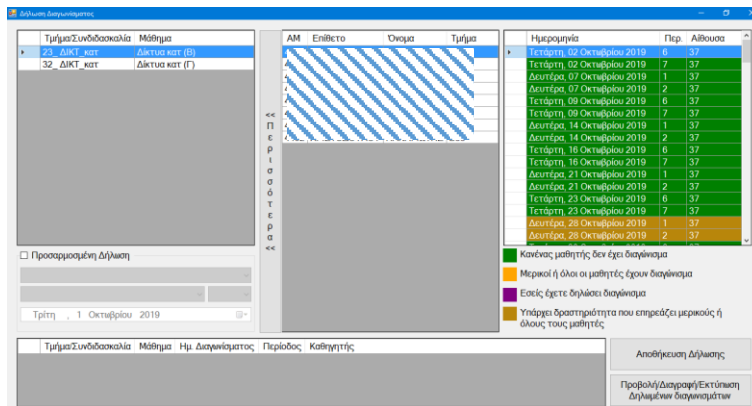 Δήλωση Διαγωνίσματος
Τμήμα/Συνδιδασκαλία Μάθημα
23_ ΔΙΚΤ_κατ Δίκτυα κατ (Β)
32_ ΔΙΚΤ_κατ Δίκτυα κατ (Γ)
<< Περισσότερα <<
ΑΜ Επίθετο Όνομα Τμήμα
Ημερομηνία Περ. Αίθουσα
Τετάρτη, 02 Οκτωβρίου 2019 6 37
Τετάρτη, 02 Οκτωβρίου 2019 7 37
Δευτέρα, 07 Οκτωβρίου 2019 1 37
Δευτέρα, 07 Οκτωβρίου 2019 2 37
Τετάρτη, 09 Οκτωβρίου 2019 6 37
Τετάρτη, 09 Οκτωβρίου 2019 7 37
Δευτέρα, 14 Οκτωβρίου 2019 1 37
Δευτέρα, 14 Οκτωβρίου 2019 2 37
Τετάρτη, 16 Οκτωβρίου 2019 6 37
Τετάρτη, 16 Οκτωβρίου 2019 7 37
Δευτέρα, 21 Οκτωβρίου 2019 1 37
Δευτέρα, 21 Οκτωβρίου 2019 2 37
Τετάρτη, 23 Οκτωβρίου 2019 6 37
Τετάρτη, 23 Οκτωβρίου 2019 7 37
Δευτέρα, 28 Οκτωβρίου 2019 1 37
Δευτέρα, 28 Οκτωβρίου 2019 2 37
Προσαρμοσμένη Δήλωση
Τρίτη , 1 Οκτωβρίου 2019
Κανένας μαθητής δεν έχει διαγώνισμα
Μερικοί ή όλοι οι μαθητές έχουν διαγώνισμα
Εσείς έχετε δηλώσει διαγώνισμα
Υπάρχει δραστηριότητα που επηρεάζει μερικούς ή
όλους τους μαθητές
Τμήμα/Συνδιδασκαλία Μάθημα Ημ. Διαγωνίσματος Περίοδος Καθηγητής
Αποθήκευση Δήλωσης
Προβολή/Διαγραφή/Εκτύπωση
Δηλωμένων διαγωνισμάτων